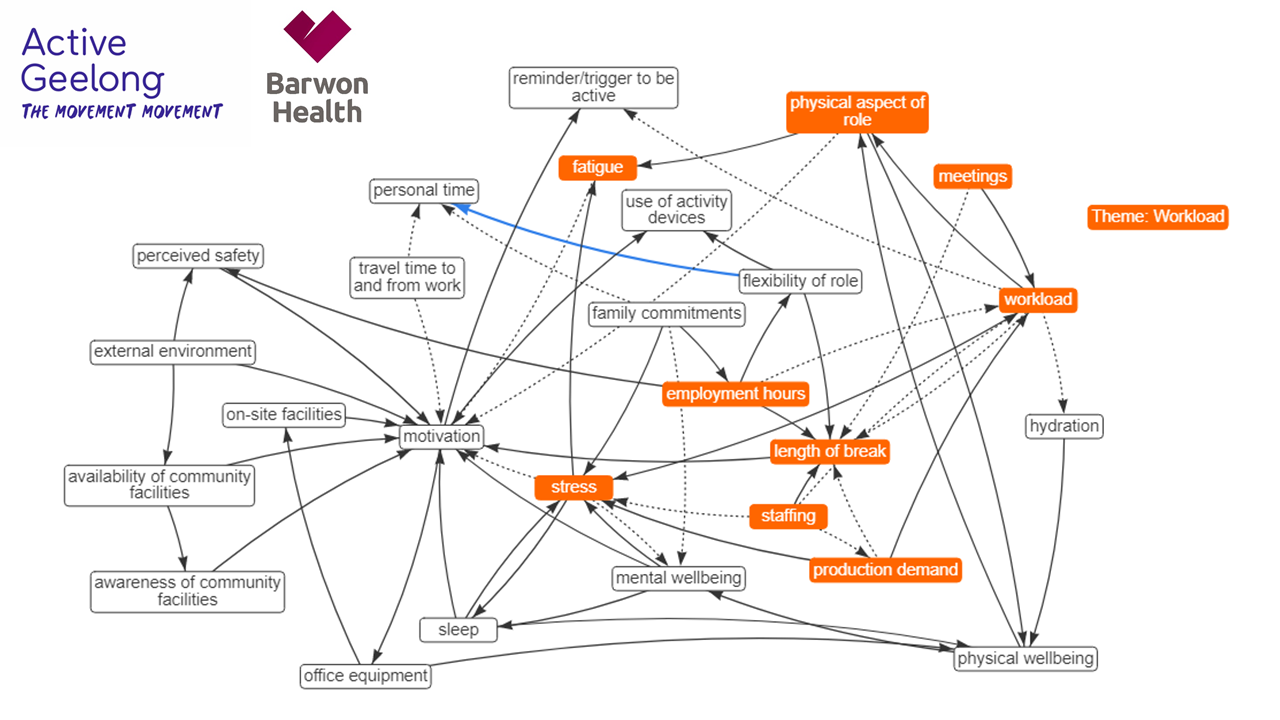 Active
Geelong
THE MOVEMENT MOVEMENT
Barwon
Health
reminder/trigger to be
active
physical aspect of
role
fatigue
meetings
personal time
use of activity
devices
Theme: Workload
perceived safety
travel time to
and from work
flexibility of role
workload
family commitments
external environment
employment hours
on-site facilities
motivation
hydration
length of break
availability of community
facilities
stress
staffing
production demand
mental wellbeing
awareness of community
facilities
sleep
physical wellbeing
office equipment